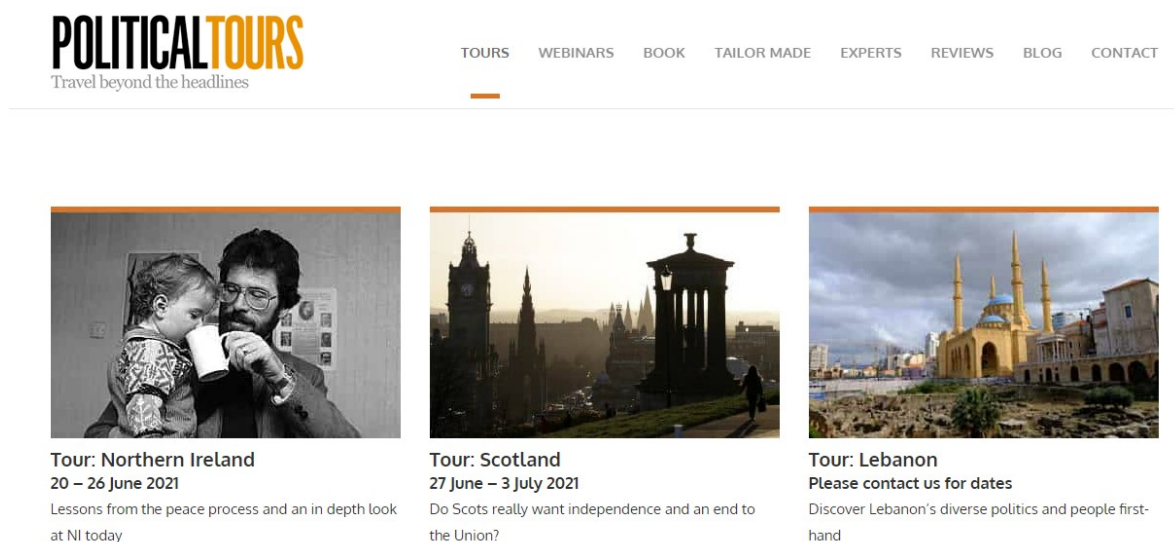 POLITICALTOURS
Travel beyond the headlines
TOURS WEBINARS BOOK TAILOR MADE EXPERTS REVIEWS BLOG CONTACT
Tour: Northern Ireland
20 – 26 June 2021
Lessons from the peace process and an in depth look
at NI today
Tour: Scotland
27 June – 3 July 2021
Do Scots really want independence and an end to
the Union?
Tour: Lebanon
Please contact us for dates
Discover Lebanon's diverse politics and people first-
hand